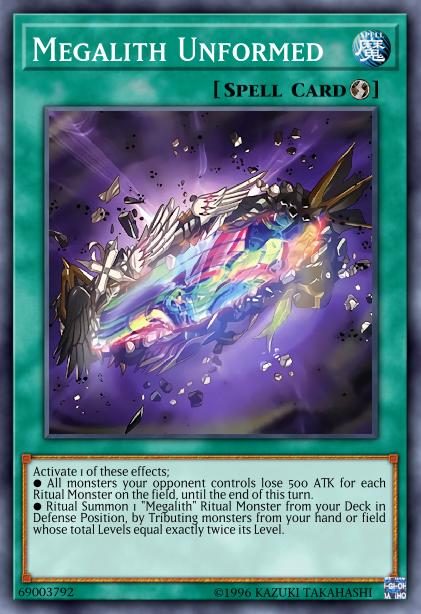 MEGALITH UNFORMED
SPELL
魔
[SPELL CARD]
Activate 1 of these effects;
● All monsters your opponent controls lose 500 ATK for each
Ritual Monster on the field, until the end of this turn.
● Ritual Summon 1 "Megalith" Ritual Monster from your Deck in
Defense Position, by Tributing monsters from your hand or field
whose total Levels equal exactly twice its Level.
69003792
©1996 KAZUKI TAKAHASHI